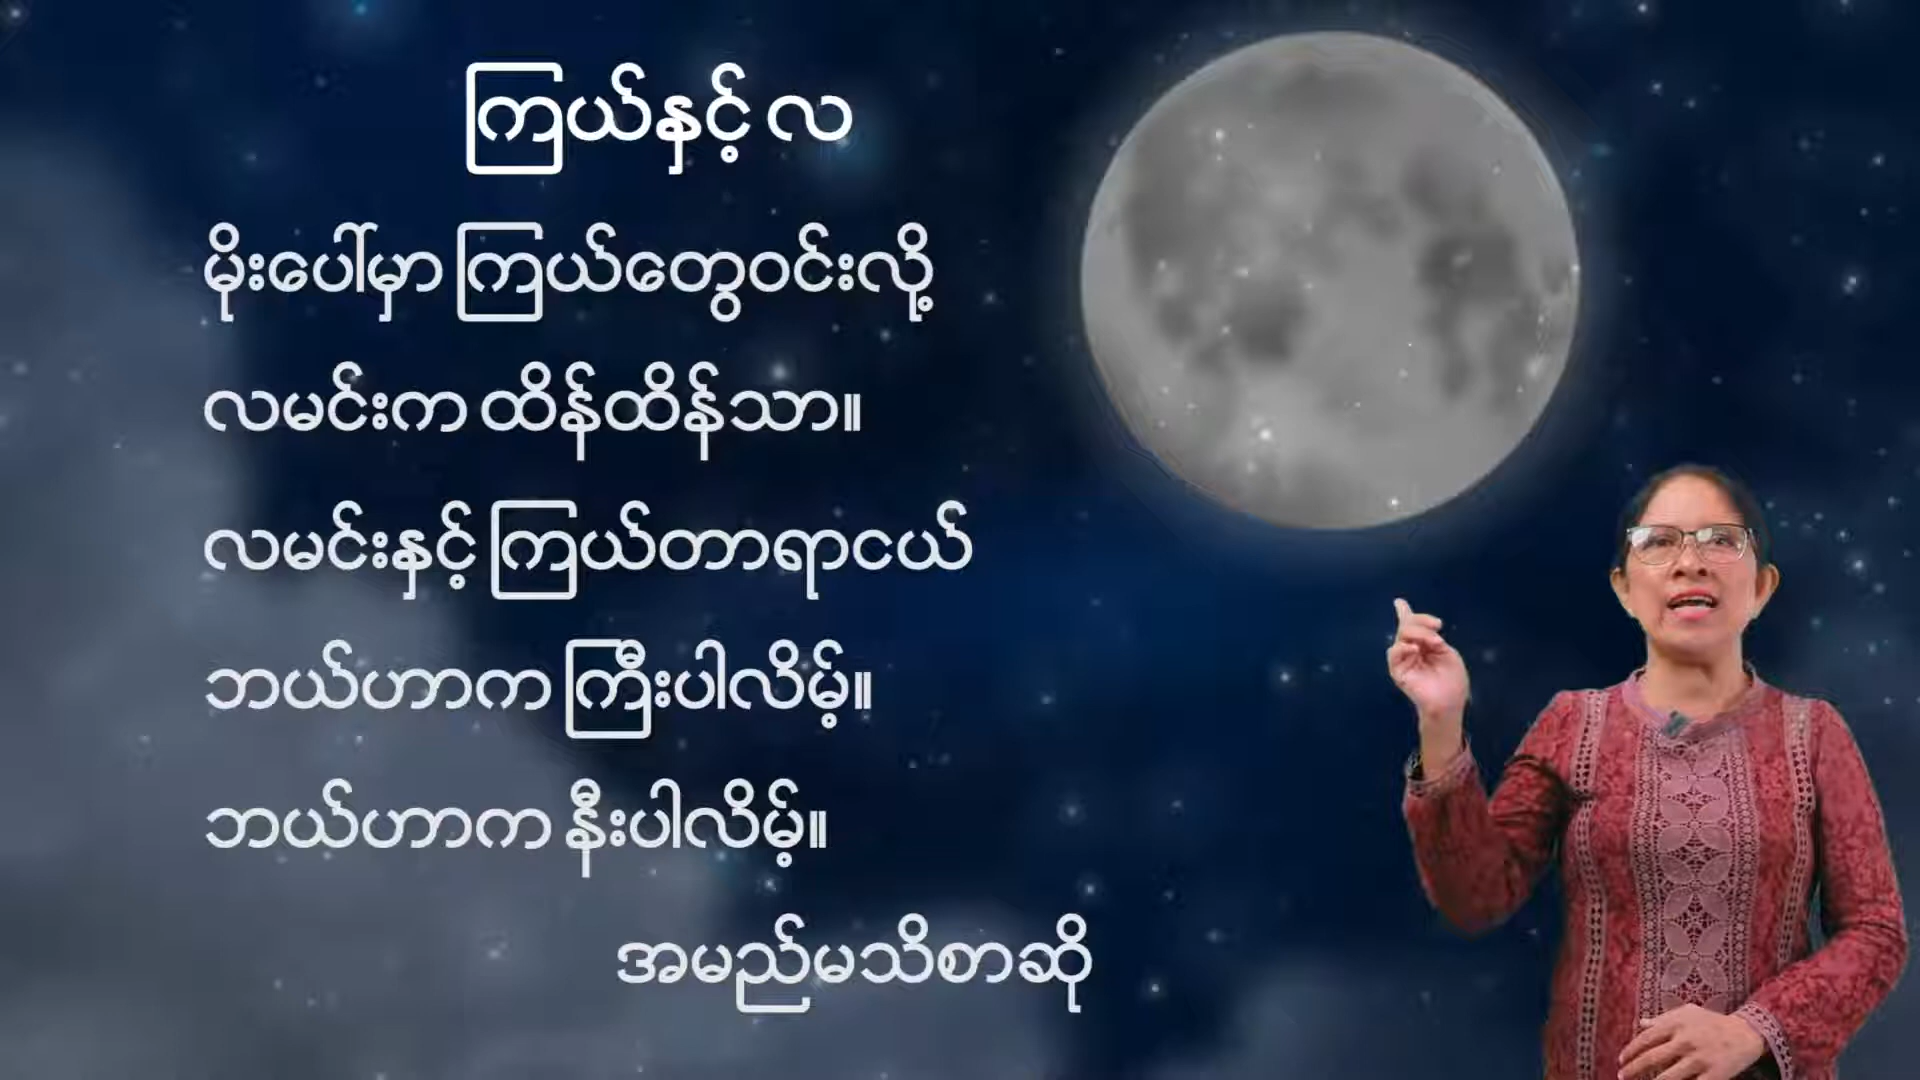 ကြယ်နှင့် လ
မိုးပေါ်မှာ ကြယ်တွေဝင်းလို့
လမင်းက ထိန်ထိန်သာ။
လမင်းနှင့် ကြယ်တာရာငယ်
ဘယ်ဟာက ကြီးပါလိမ့်။
ဘယ်ဟာက နီးပါလိမ့်။
အမည်မသိစာဆို